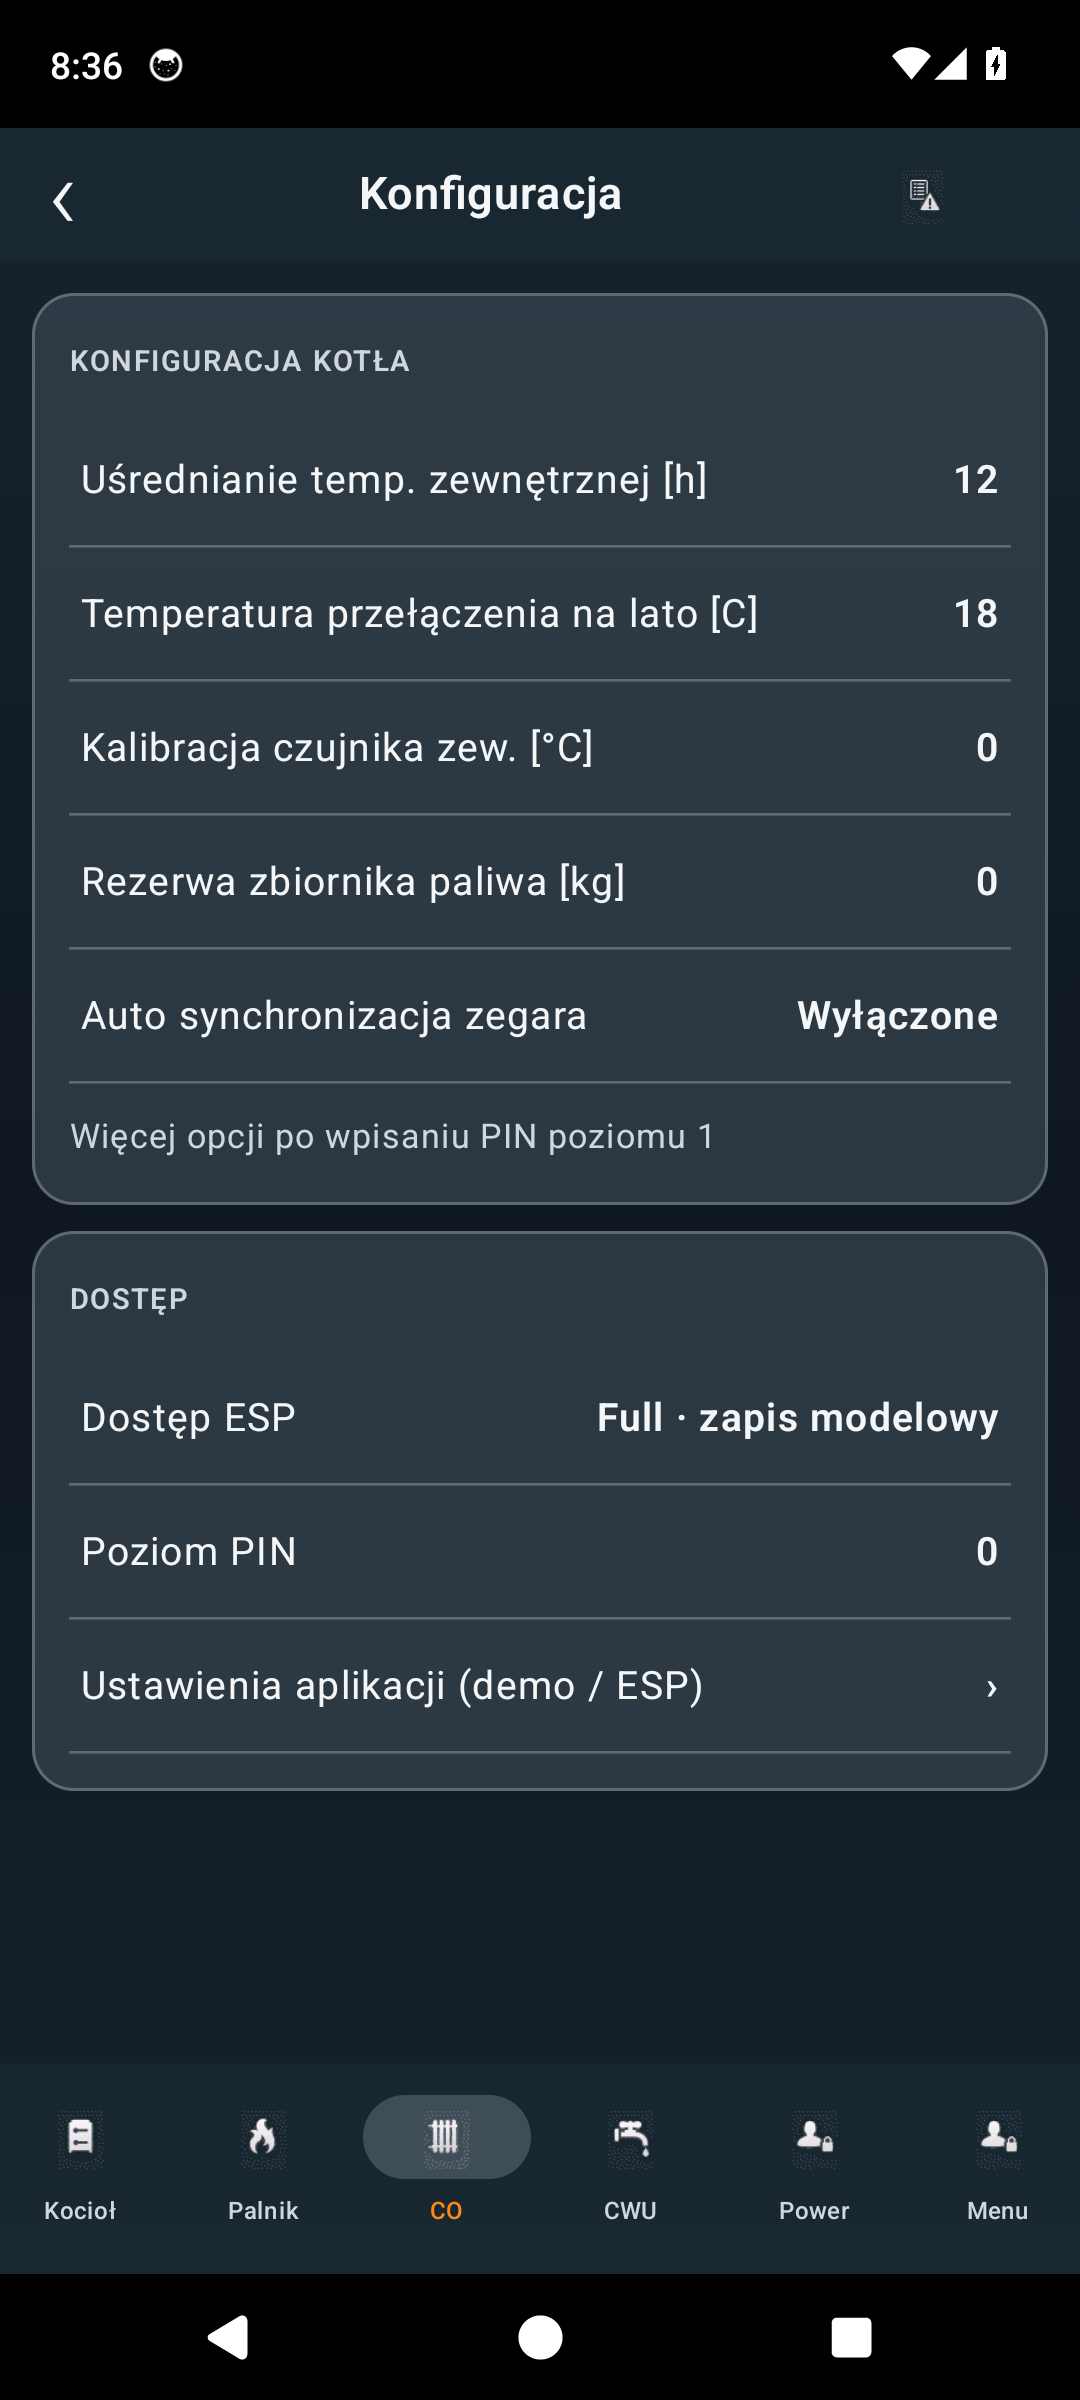 8:36
Konfiguracja
KONFIGURACJA KOTŁA
Uśrednianie temp. zewnętrznej [h] 12
Temperatura przełączenia na lato [C] 18
Kalibracja czujnika zew. [°C] 0
Rezerwa zbiornika paliwa [kg] 0
Auto synchronizacja zegara Wyłączone
Więcej opcji po wpisaniu PIN poziomu 1
DOSTĘP
Dostęp ESP Full · zapis modelowy
Poziom PIN 0
Ustawienia aplikacji (demo / ESP) ›
Kocioł Palnik CO CWU Power Menu